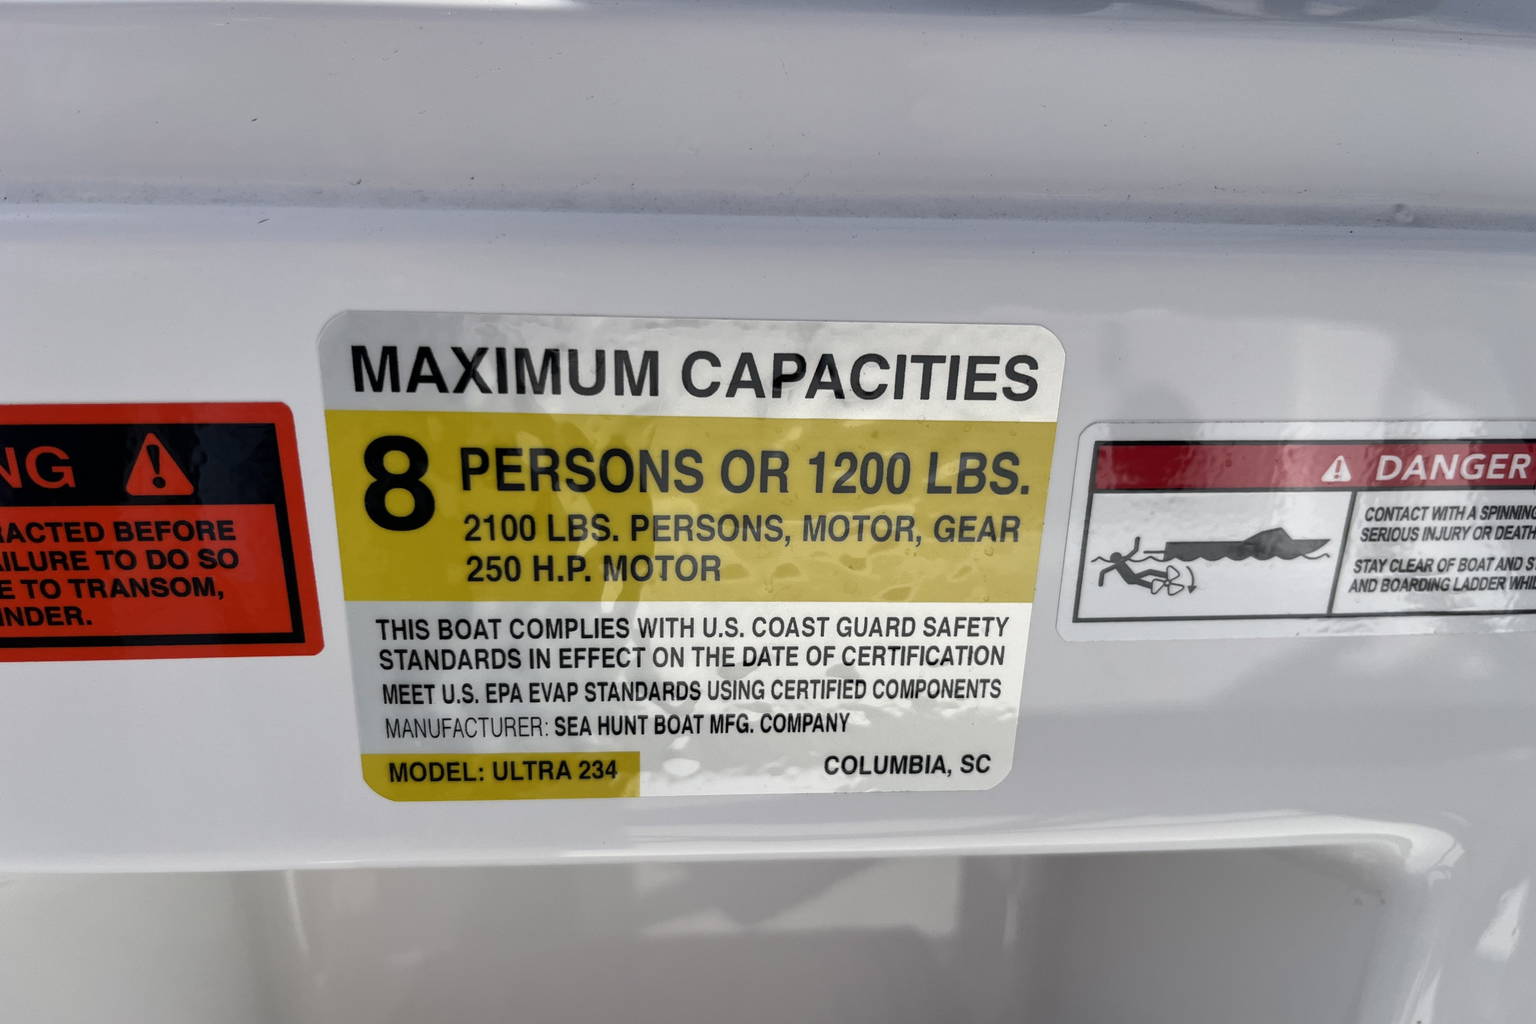 MAXIMUM CAPACITIES
8 PERSONS OR 1200 LBS.
2100 LBS. PERSONS, MOTOR, GEAR
250 H.P. MOTOR
THIS BOAT COMPLIES WITH U.S. COAST GUARD SAFETY
STANDARDS IN EFFECT ON THE DATE OF CERTIFICATION
MEET U.S. EPA EVAP STANDARDS USING CERTIFIED COMPONENTS
MANUFACTURER: SEA HUNT BOAT MFG. COMPANY
MODEL: ULTRA 234
COLUMBIA, SC
NG
RACTED BEFORE
AILURE TO DO SO
E TO TRANSOM,
INDER.
DANGER
CONTACT WITH A SPINNING
SERIOUS INJURY OR DEATH
STAY CLEAR OF BOAT AND
AND BOARDING LADDER